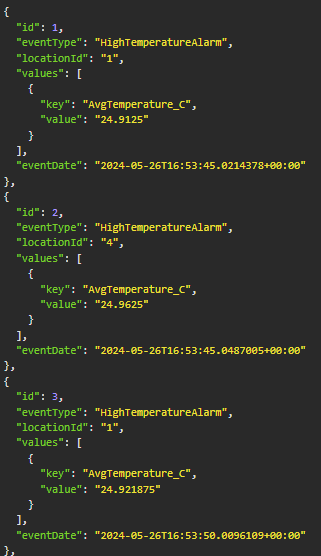 {
"id": 1,
"eventType": "HighTemperatureAlarm",
"locationId": "1",
"values": [
{
"key": "AvgTemperature_C",
"value": "24.9125"
}
],
"eventDate": "2024-05-26T16:53:45.0214378+00:00"
},
{
"id": 2,
"eventType": "HighTemperatureAlarm",
"locationId": "4",
"values": [
{
"key": "AvgTemperature_C",
"value": "24.9625"
}
],
"eventDate": "2024-05-26T16:53:45.0487005+00:00"
},
{
"id": 3,
"eventType": "HighTemperatureAlarm",
"locationId": "1",
"values": [
{
"key": "AvgTemperature_C",
"value": "24.921875"
}
],
"eventDate": "2024-05-26T16:53:50.0096109+00:00"
},